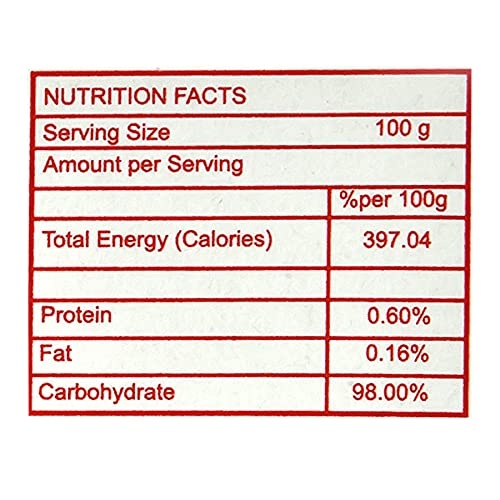 NUTRITION FACTS
Serving Size 100 g
Amount per Serving
%per 100g
Total Energy (Calories) 397.04
Protein 0.60%
Fat 0.16%
Carbohydrate 98.00%